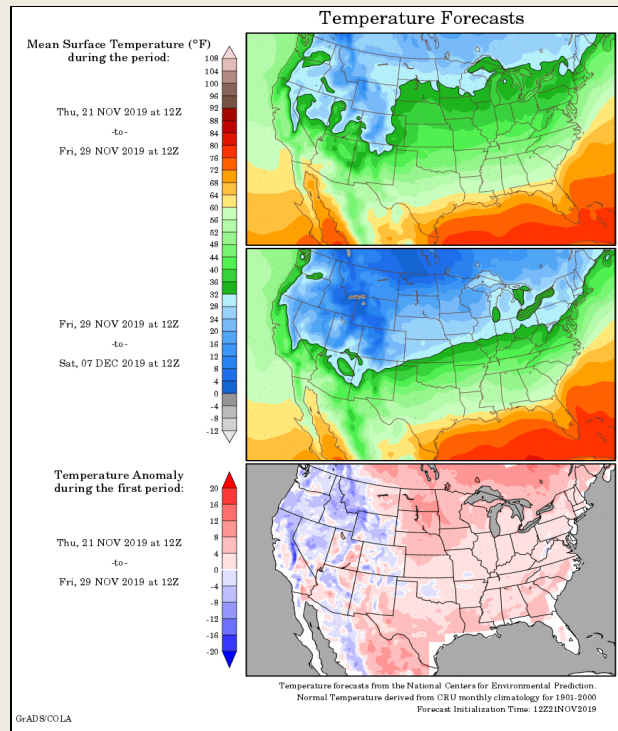 Temperature Forecasts
Mean Surface Temperature (°F)
during the period:
Thu, 21 NOV 2019 at 12Z
-to-
Fri, 29 NOV 2019 at 12Z
108
104
100
96
92
88
84
80
76
72
68
64
60
56
52
48
44
40
36
32
28
24
20
16
12
8
4
0
-4
-8
-12
Fri, 29 NOV 2019 at 12Z
-to-
Sat, 07 DEC 2019 at 12Z
Temperature Anomaly
during the first period:
Thu, 21 NOV 2019 at 12Z
-to-
Fri, 29 NOV 2019 at 12Z
20
16
12
8
4
0
-4
-8
-12
-16
-20
Temperature forecasts from the National Centers for Environmental Prediction.
Normal Temperature derived from CRU monthly climatology for 1901-2000
Forecast Initialization Time: 12Z21NOV2019
GrADS/COLA